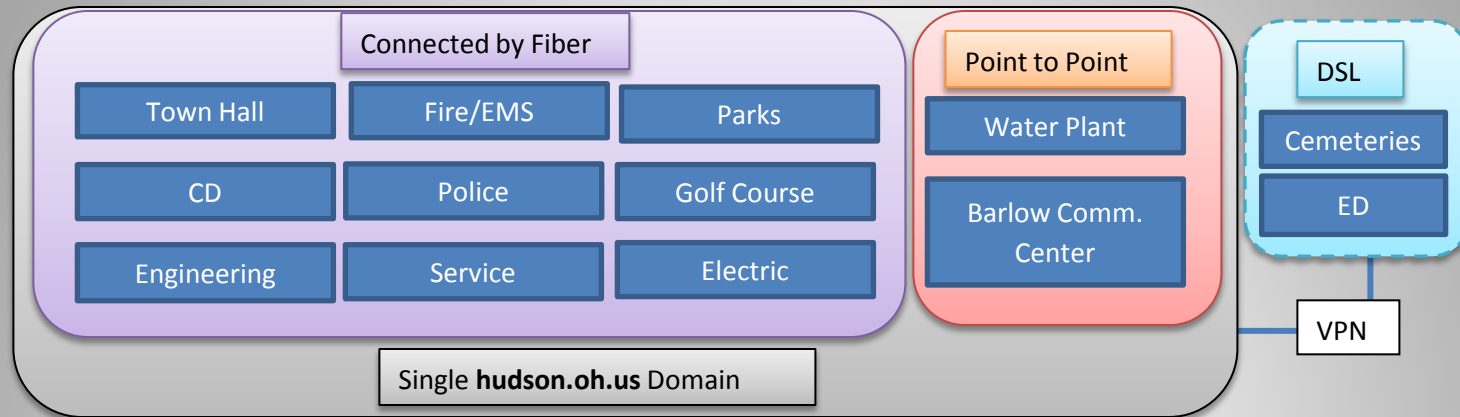 Connected by Fiber
Town Hall
Fire/EMS
Parks
CD
Police
Golf Course
Engineering
Service
Electric
Point to Point
Water Plant
Barlow Comm.
Center
DSL
Cemeteries
ED
VPN
Single hudson.oh.us Domain